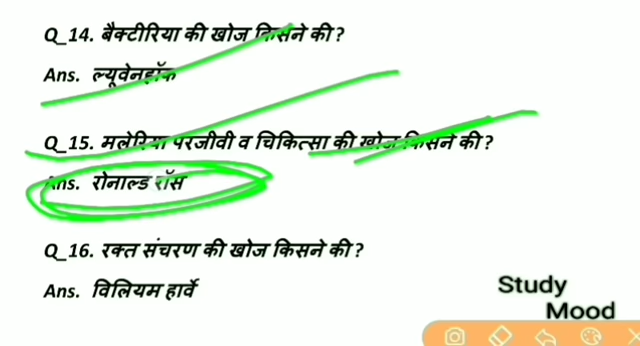 Q_14. बैक्टीरिया की खोज किसने की?
Ans. ल्यूवेनहॉक
Q_15. मलेरिया परजीवी व चिकित्सा की खोज किसने की?
Ans. रोनाल्ड रॉस
Q_16. रक्त संचरण की खोज किसने की?
Ans. विलियम हार्वे
Study
Mood